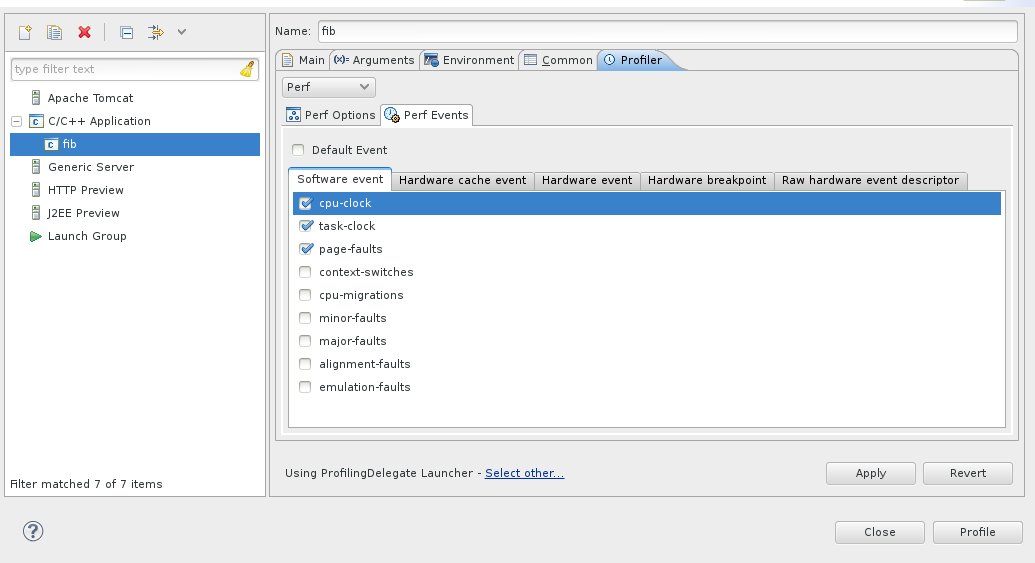 Name: fib
type filter text
Main (x)= Arguments Environment Common Profiler
Apache Tomcat
C/C++ Application
fib
Generic Server
HTTP Preview
J2EE Preview
Launch Group
Filter matched 7 of 7 items
Perf
Perf Options Perf Events
Default Event
Software event Hardware cache event Hardware event Hardware breakpoint Raw hardware event descriptor
cpu-clock
task-clock
page-faults
context-switches
cpu-migrations
minor-faults
major-faults
alignment-faults
emulation-faults
Using ProfilingDelegate Launcher - Select other...
Apply Revert
Close Profile